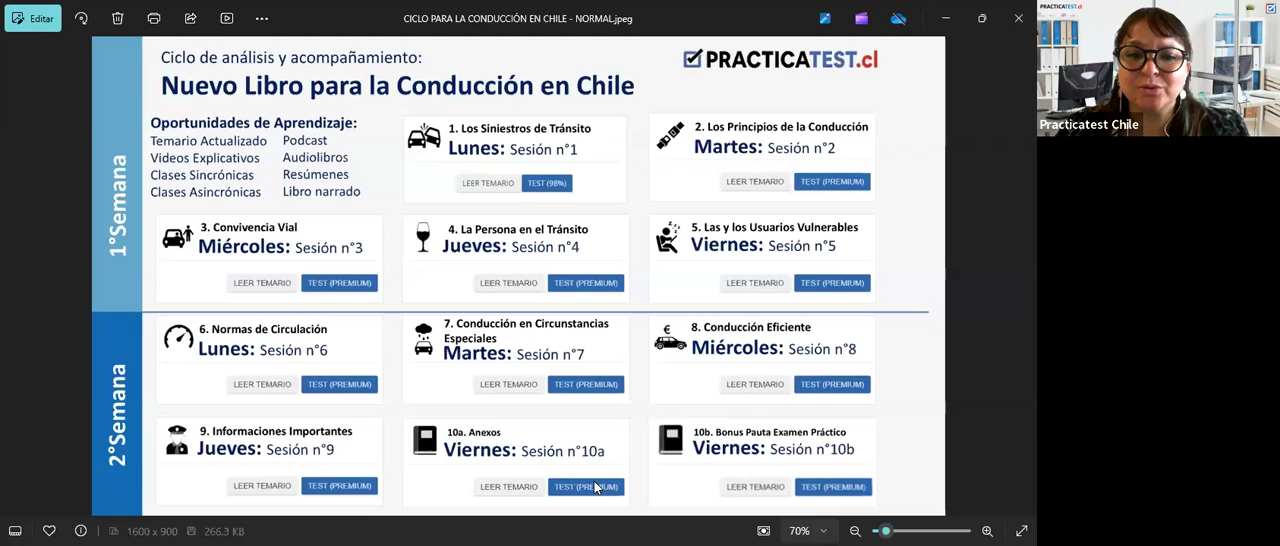 Editar
CICLO PARA LA CONDUCCIÓN EN CHILE - NORMAL.jpeg
PRACTICATEST.cl
Practicatest Chile
Ciclo de análisis y acompañamiento:
Nuevo Libro para la Conducción en Chile
PRACTICATEST.cl
1°Semana
Oportunidades de Aprendizaje:
Temario Actualizado
Videos Explicativos
Clases Sincrónicas
Clases Asincrónicas
Podcast
Audiolibros
Resúmenes
Libro narrado
1. Los Siniestros de Tránsito
Lunes: Sesión n°1
LEER TEMARIO TEST (98%)
2. Los Principios de la Conducción
Martes: Sesión n°2
LEER TEMARIO TEST (PREMIUM)
3. Convivencia Vial
Miércoles: Sesión n°3
LEER TEMARIO TEST (PREMIUM)
4. La Persona en el Tránsito
Jueves: Sesión n°4
LEER TEMARIO TEST (PREMIUM)
5. Las y los Usuarios Vulnerables
Viernes: Sesión n°5
LEER TEMARIO TEST (PREMIUM)
2°Semana
6. Normas de Circulación
Lunes: Sesión n°6
LEER TEMARIO TEST (PREMIUM)
7. Conducción en Circunstancias
Especiales
Martes: Sesión n°7
LEER TEMARIO TEST (PREMIUM)
8. Conducción Eficiente
Miércoles: Sesión n°8
LEER TEMARIO TEST (PREMIUM)
9. Informaciones Importantes
Jueves: Sesión n°9
LEER TEMARIO TEST (PREMIUM)
10a. Anexos
Viernes: Sesión n°10a
LEER TEMARIO TEST (PREMIUM)
10b. Bonus Pauta Examen Práctico
Viernes: Sesión n°10b
LEER TEMARIO TEST (PREMIUM)
1600 x 900
266.3 KB
70%